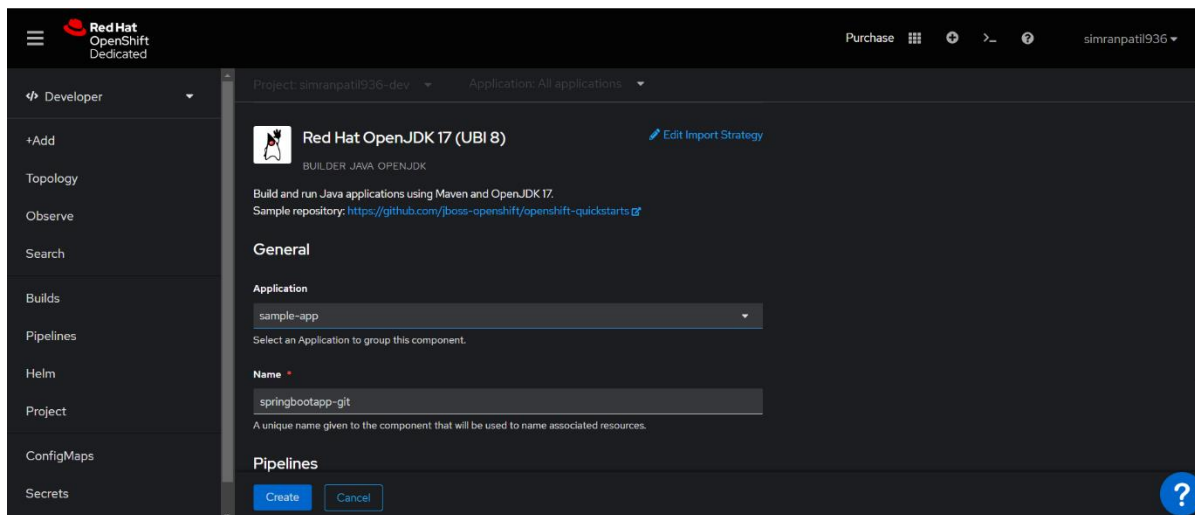 Red Hat
OpenShift
Dedicated
Purchase
simranpatil936
Developer
+Add
Topology
Observe
Search
Builds
Pipelines
Helm
Project
ConfigMaps
Secrets
Project: simranpatil936-dev
Application: All applications
Red Hat OpenJDK 17 (UBI 8)
Edit Import Strategy
BUILDER JAVA OPENJDK
Build and run Java applications using Maven and OpenJDK 17.
Sample repository: https://github.com/jboss-openshift/openshift-quickstarts
General
Application
sample-app
Select an Application to group this component.
Name *
springbootapp-git
A unique name given to the component that will be used to name associated resources.
Pipelines
Create
Cancel
?